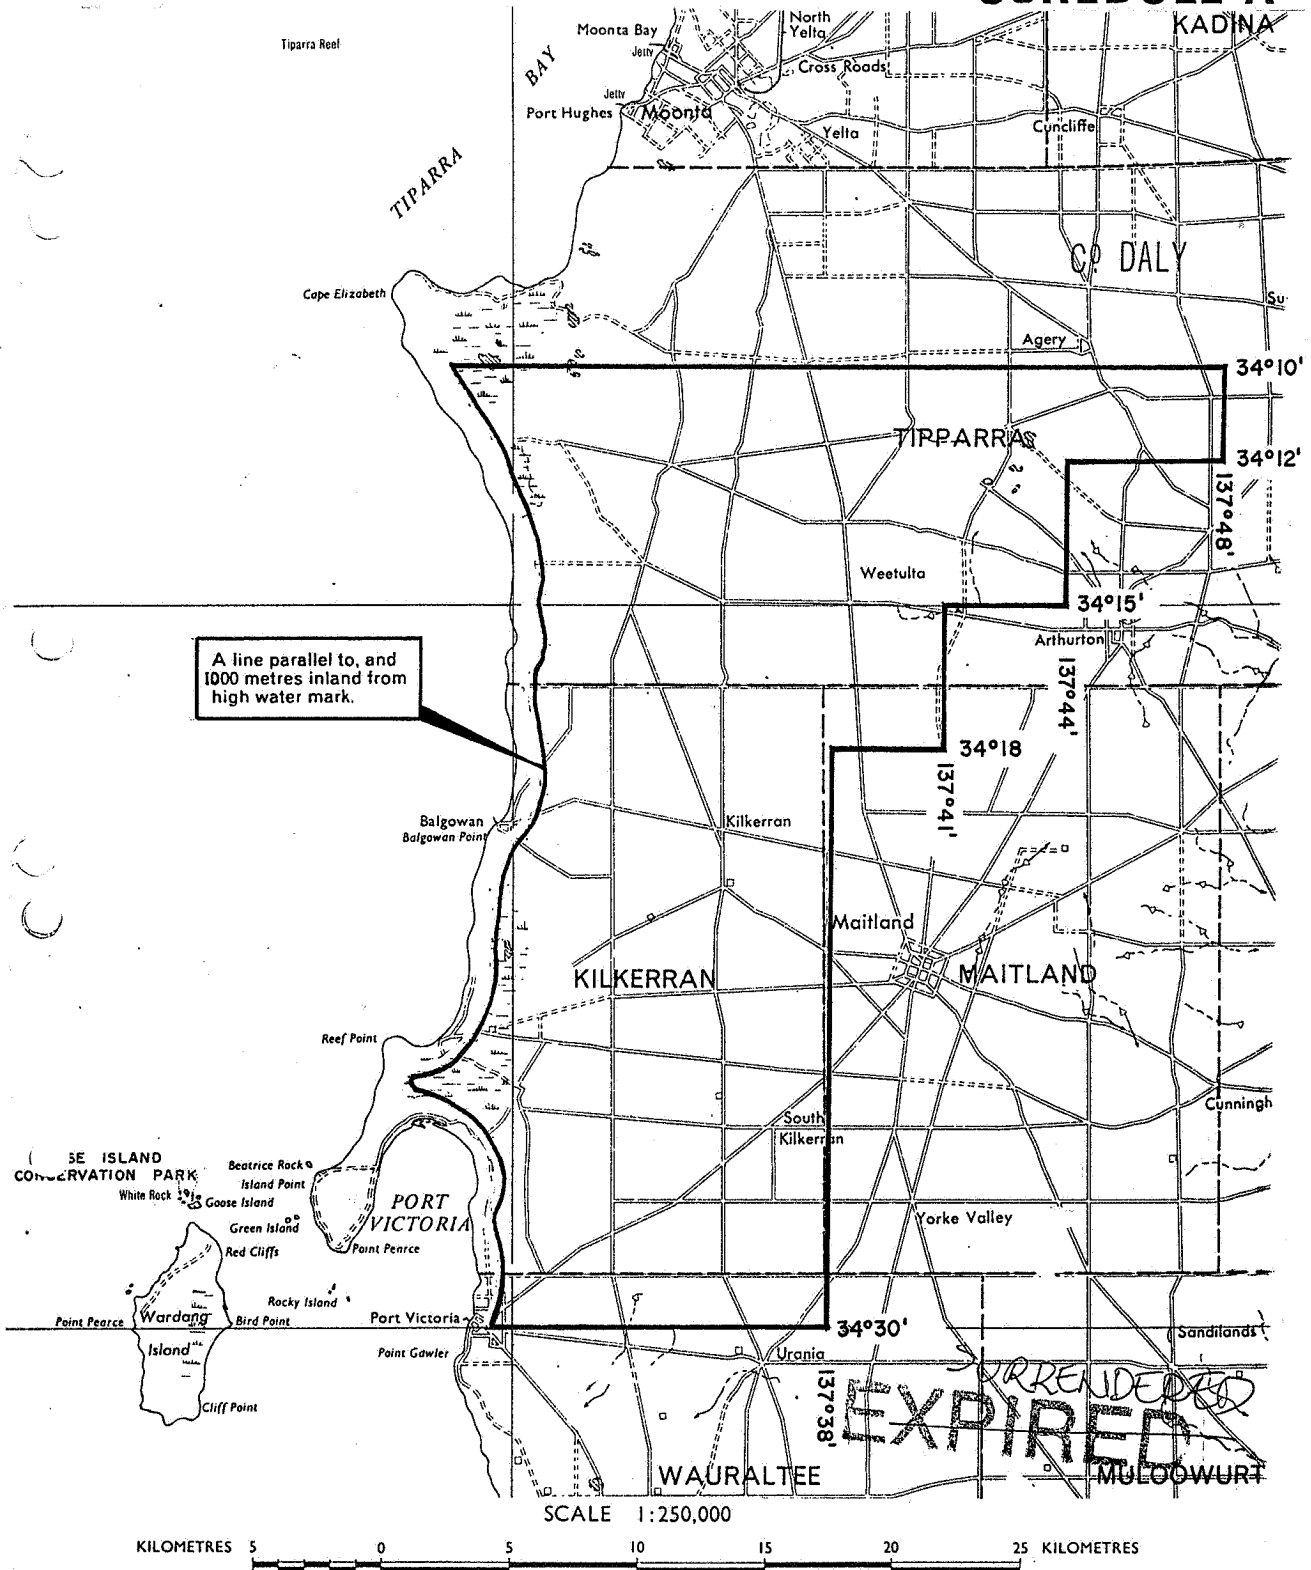 KADINA
Tiparra Reef
Moonta Bay
Jetty
North
Yelta
BAY
Cross Roads
Jetty
Port Hughes
Moonta
Yelta
Cuncliffe
TIPARRA
Co DALY
Cape Elizabeth
Su
Agery
34°10'
TIPPARRA
34°12'
137°48'
Weetulta
34°15'
Arthurton
A line parallel to, and
1000 metres inland from
high water mark.
137°44'
34°18
137°41'
Balgowan
Balgowan Point
Kilkerran
Maitland
KILKERRAN
MAITLAND
Reef Point
Cunningh
South
Kilkerran
SE ISLAND
CONSERVATION PARK
Beatrice Rock
Island Point
White Rock
Goose Island
PORT
VICTORIA
Green Island
Yorke Valley
Red Cliffs
Point Pearce
Rocky Island
Point Pearce
Wardang
Island
Bird Point
Port Victoria
34°30'
Sandilands
Point Gawler
Urania
137°38'
SURRENDERED
EXPIRED
Cliff Point
WAURALTEE
MULOOWURT
SCALE 1:250,000
KILOMETRES 5 0 5 10 15 20 25 KILOMETRES